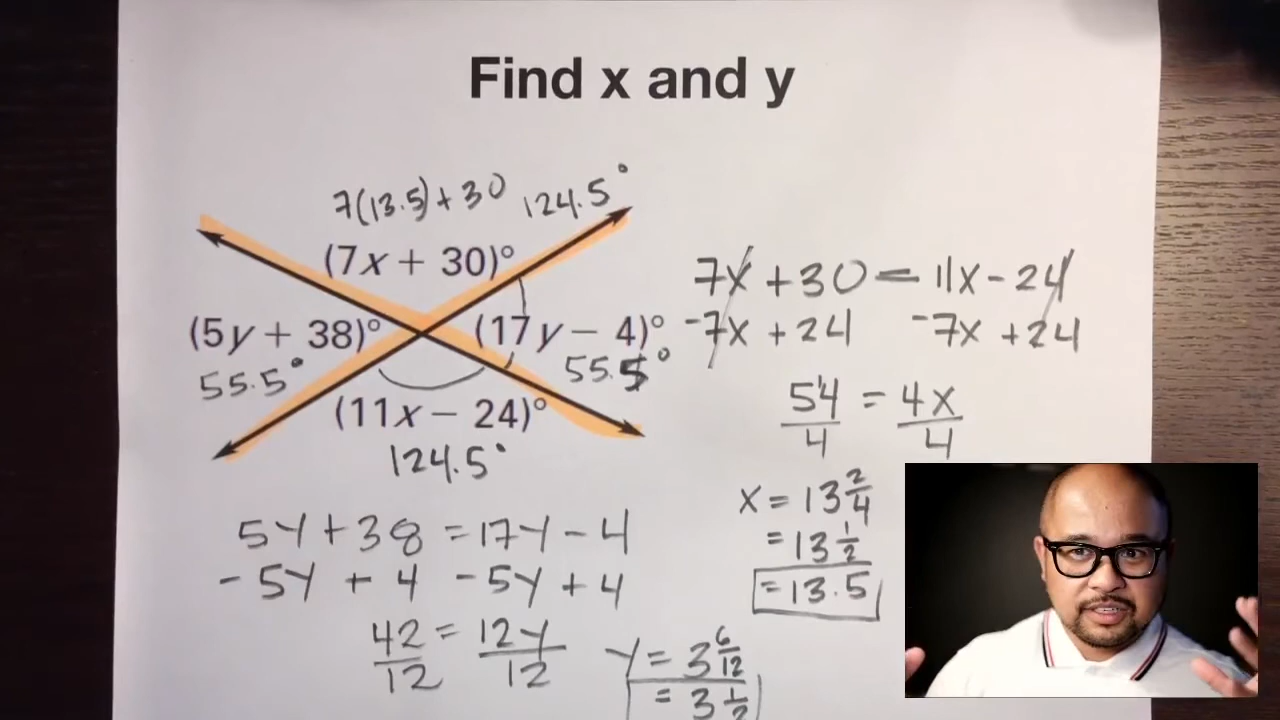 Find x and y
7(13.5)+30 124.5°
(7x + 30)°
(5y + 38)° (17y − 4)°
55.5° 55.5°
(11x − 24)°
124.5°
7x + 30 = 11x - 24
-7x + 24 -7x + 24
54 = 4x
4 4
x = 13 2/4
= 13 1/2
= 13.5
5y + 38 = 17y - 4
- 5y + 4 - 5y + 4
42 = 12y
12 12
y = 3 6/12
= 3 1/2